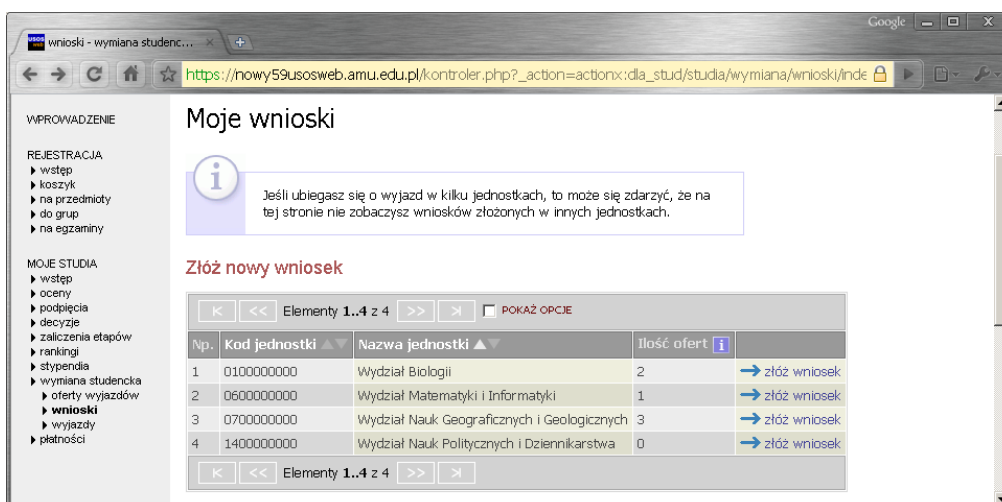 Google
wnioski - wymiana studenc...
https://nowy59usosweb.amu.edu.pl/kontroler.php?_action=actionx:dla_stud/studia/wymiana/wnioski/inde
WPROWADZENIE
REJESTRACJA
wstęp
koszyk
na przedmioty
do grup
na egzaminy
MOJE STUDIA
wstęp
oceny
podpięcia
decyzje
zaliczenia etapów
rankingi
stypendia
wymiana studencka
oferty wyjazdów
wnioski
wyjazdy
płatności
Moje wnioski
Jeśli ubiegasz się o wyjazd w kilku jednostkach, to może się zdarzyć, że na
tej stronie nie zobaczysz wniosków złożonych w innych jednostkach.
Złóż nowy wniosek
K << Elementy 1..4 z 4 >> >| POKAŻ OPCJE
Np. Kod jednostki Nazwa jednostki Ilość ofert i
1 0100000000 Wydział Biologii 2 złóż wniosek
2 0600000000 Wydział Matematyki i Informatyki 1 złóż wniosek
3 0700000000 Wydział Nauk Geograficznych i Geologicznych 3 złóż wniosek
4 1400000000 Wydział Nauk Politycznych i Dziennikarstwa 0 złóż wniosek
K << Elementy 1..4 z 4 >> >|